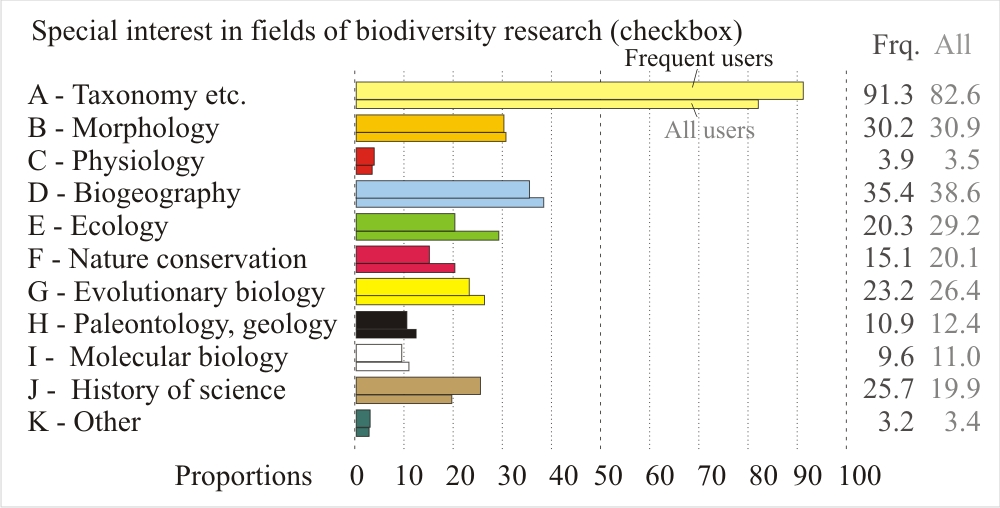 Special interest in fields of biodiversity research (checkbox)
Frq. All
Frequent users
A - Taxonomy etc. 91.3 82.6
All users
B - Morphology 30.2 30.9
C - Physiology 3.9 3.5
D - Biogeography 35.4 38.6
E - Ecology 20.3 29.2
F - Nature conservation 15.1 20.1
G - Evolutionary biology 23.2 26.4
H - Paleontology, geology 10.9 12.4
I - Molecular biology 9.6 11.0
J - History of science 25.7 19.9
K - Other 3.2 3.4
Proportions 0 10 20 30 40 50 60 70 80 90 100